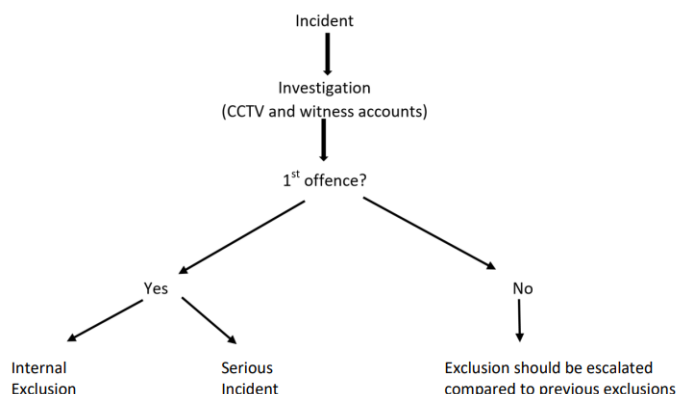 Incident
Investigation
(CCTV and witness accounts)
1st offence?
Yes
No
Internal
Exclusion
Serious
Incident
Exclusion should be escalated
compared to previous exclusions